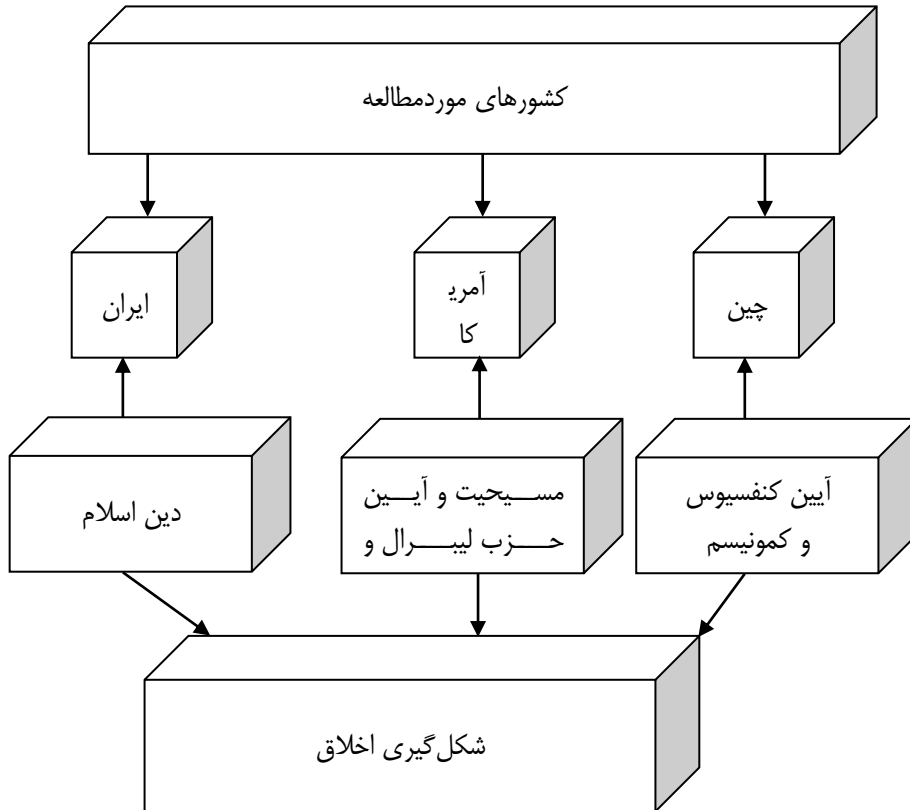 کشورهای موردمطالعه
چین
آمری
کا
ایران
آیین کنفسیوس
و کمونیسم
مسیحیت و آیین
حزب لیبرال و
دین اسلام
شکل‌گیری اخلاق